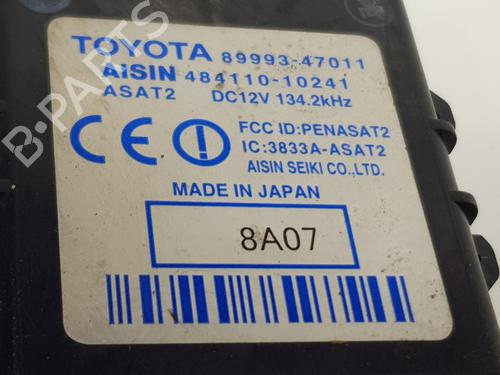 TOYOTA 89993-47011
AISIN 484110-10241
ASAT2 DC12V 134.2kHz
CE
FCC ID:PENASAT2
IC:3833A-ASAT2
AISIN SEIKI CO.,LTD.
MADE IN JAPAN
8A07
B-PARTS